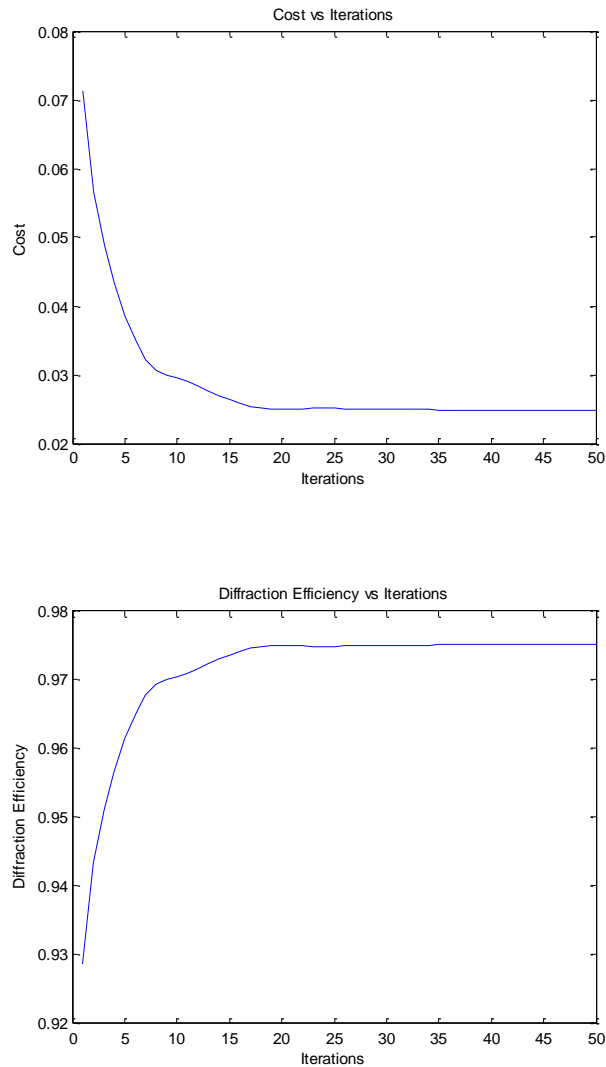 Cost vs Iterations
0.08
0.07
0.06
0.05
0.04
0.03
0.02
Cost
0 5 10 15 20 25 30 35 40 45 50
Iterations
Diffraction Efficiency vs Iterations
0.98
0.97
0.96
0.95
0.94
0.93
0.92
Diffraction Efficiency
0 5 10 15 20 25 30 35 40 45 50
Iterations